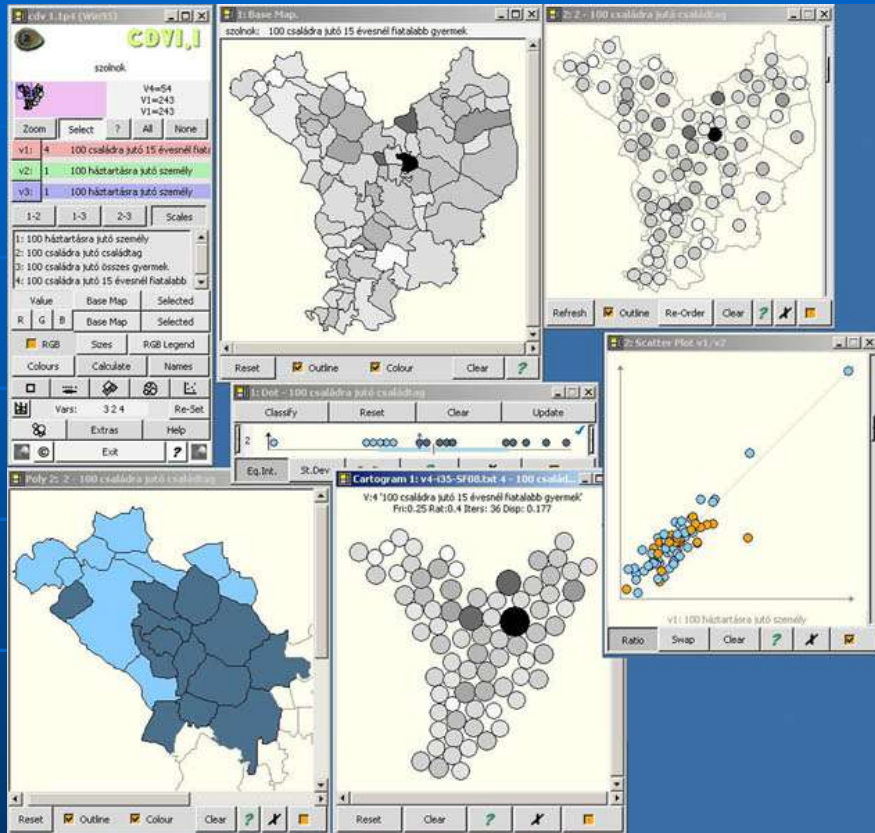 cdv 1.1p4 (Win95)
CDV1,1
szolnok
V4=54
V1=243
V1=243
Zoom Select ? All None
v1: 4 100 családra jutó 15 évesnél fiata
v2: 1 100 háztartásra jutó személy
v3: 1 100 háztartásra jutó személy
1-2 1-3 2-3 Scales
1: 100 háztartásra jutó személy
2: 100 családra jutó családtag
3: 100 családra jutó összes gyermek
4: 100 családra jutó 15 évesnél fiatalabb
Value Base Map Selected
R G B Base Map Selected
RGB Sizes RGB Legend
Colours Calculate Names
Vars: 3 2 4 Re-Set
Extras Help
© Exit ?
1: Base Map.
szolnok: 100 családra jutó 15 évesnél fiatalabb gyermek
Reset Outline Colour Clear ?
2: 2 - 100 családra jutó családtag
Refresh Outline Re-Order Clear ? X
1: Dot - 100 családra jutó családtag
Classify Reset Clear Update
2
Eq.Int. St.Dev
2: Scatter Plot v1/v2
v1: 100 háztartásra jutó személy
Ratio Swap Clear ? X
Poly 2: 2 - 100 családra jutó családtag
Reset Outline Colour Clear ? X
Cartogram 1: v4-i35-SF08.txt 4 - 100 család...
V:4 '100 családra jutó 15 évesnél fiatalabb gyermek'
Fri:0.25 Rat:0.4 Iters: 36 Disp: 0.177
Reset Clear ? X